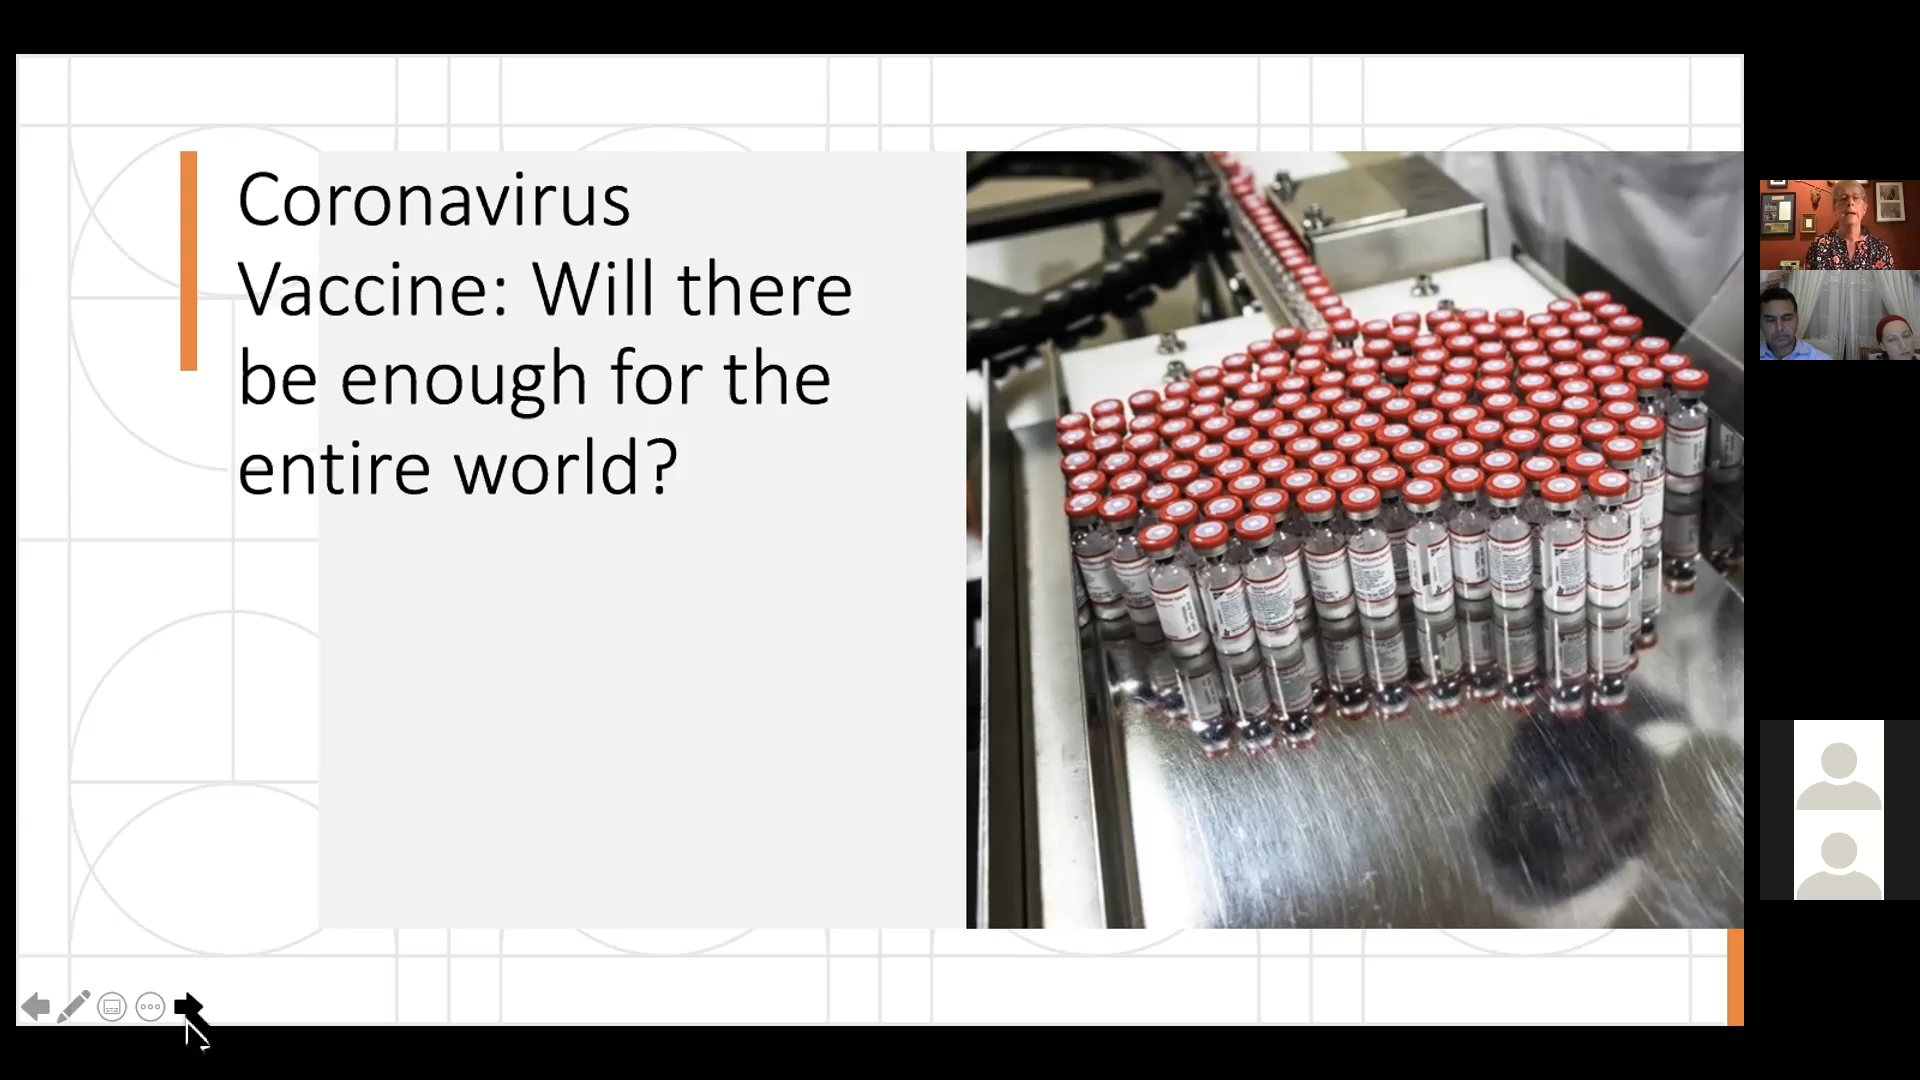 Coronavirus
Vaccine: Will there
be enough for the
entire world?